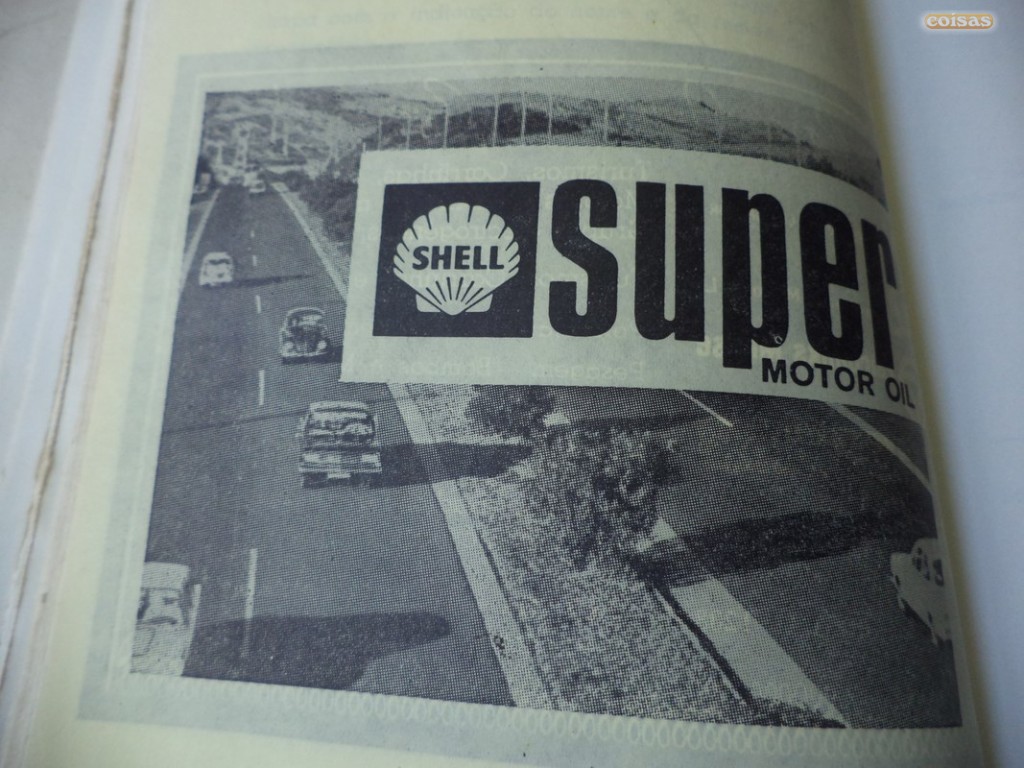 coisas
SHELL
super
MOTOR OIL